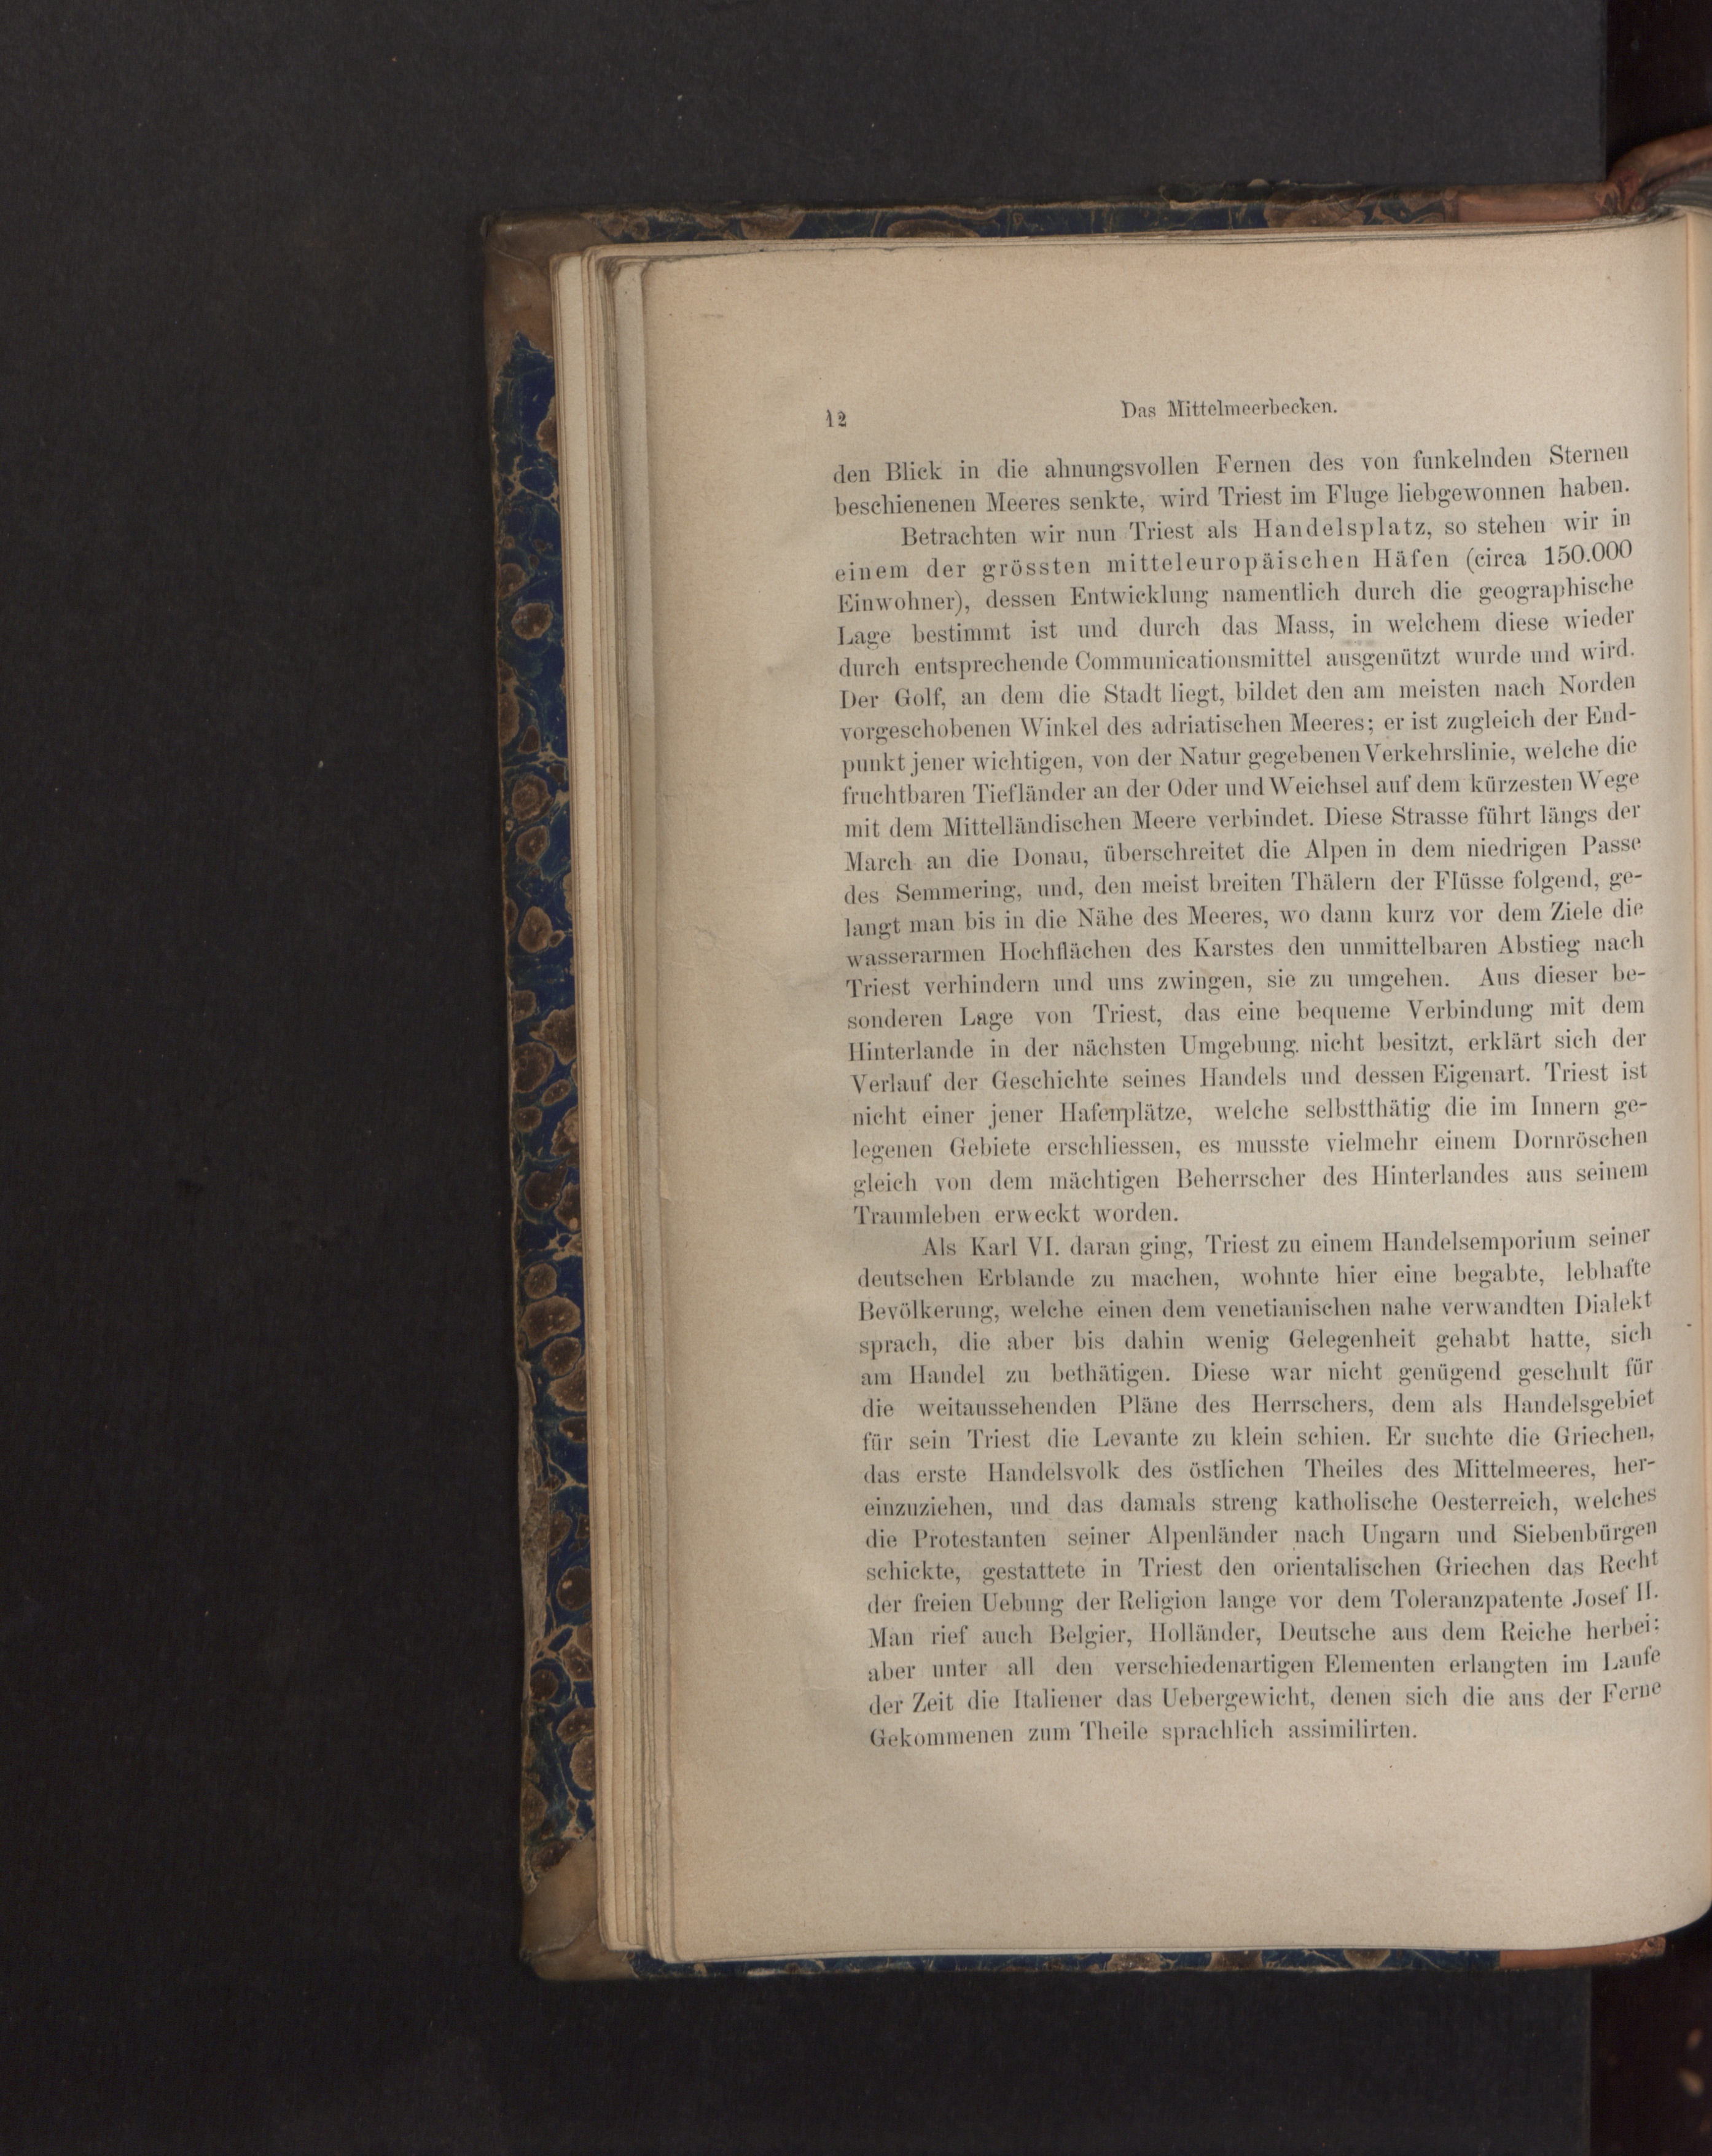 12
Das Mittelmeerbecken.
den Blick in die ahnungsvollen Fernen des von funkelnden Sternen
beschienenen Meeres senkte, wird Triest im Fluge liebgewonnen haben.
Betrachten wir nun Triest als Handelsplatz, so stehen wir in
einem der grössten mitteleuropäischen Häfen (circa 150.000
Einwohner), dessen Entwicklung namentlich durch die geographische
Lage bestimmt ist und durch das Mass, in welchem diese wieder
durch entsprechende Communicationsmittel ausgenützt wurde und wird.
Der Golf, an dem die Stadt liegt, bildet den am meisten nach Norden
vorgeschobenen Winkel des adriatischen Meeres; er ist zugleich der End-
punkt jener wichtigen, von der Natur gegebenen Verkehrslinie, welche die
fruchtbaren Tiefländer an der Oder und Weichsel auf dem kürzesten Wege
mit dem Mittelländischen Meere verbindet. Diese Strasse führt längs der
March an die Donau, überschreitet die Alpen in dem niedrigen Passe
des Semmering, und, den meist breiten Thälern der Flüsse folgend, ge-
langt man bis in die Nähe des Meeres, wo dann kurz vor dem Ziele die
wasserarmen Hochflächen des Karstes den unmittelbaren Abstieg nach
Triest verhindern und uns zwingen, sie zu umgehen. Aus dieser be-
sonderen Lage von Triest, das eine bequeme Verbindung mit dem
Hinterlande in der nächsten Umgebung. nicht besitzt, erklärt sich der
Verlauf der Geschichte seines Handels und dessen Eigenart. Triest ist
nicht einer jener Hafenplätze, welche selbstthätig die im Innern ge-
legenen Gebiete erschliessen, es musste vielmehr einem Dornröschen
gleich von dem mächtigen Beherrscher des Hinterlandes aus seinem
Traumleben erweckt worden.
Als Karl VI. daran ging, Triest zu einem Handelsemporium seiner
deutschen Erblande zu machen, wohnte hier eine begabte, lebhafte
Bevölkerung, welche einen dem venetianischen nahe verwandten Dialekt
sprach, die aber bis dahin wenig Gelegenheit gehabt hatte, sich
am Handel zu bethätigen. Diese war nicht genügend geschult für
die weitaussehenden Pläne des Herrschers, dem als Handelsgebiet
für sein Triest die Levante zu klein schien. Er suchte die Griechen,
das erste Handelsvolk des östlichen Theiles des Mittelmeeres, her-
einzuziehen, und das damals streng katholische Oesterreich, welches
die Protestanten seiner Alpenländer nach Ungarn und Siebenbürgen
schickte, gestattete in Triest den orientalischen Griechen das Recht
der freien Uebung der Religion lange vor dem Toleranzpatente Josef II.
Man rief auch Belgier, Holländer, Deutsche aus dem Reiche herbei;
aber unter all den verschiedenartigen Elementen erlangten im Laufe
der Zeit die Italiener das Uebergewicht, denen sich die aus der Ferne
Gekommenen zum Theile sprachlich assimilirten.